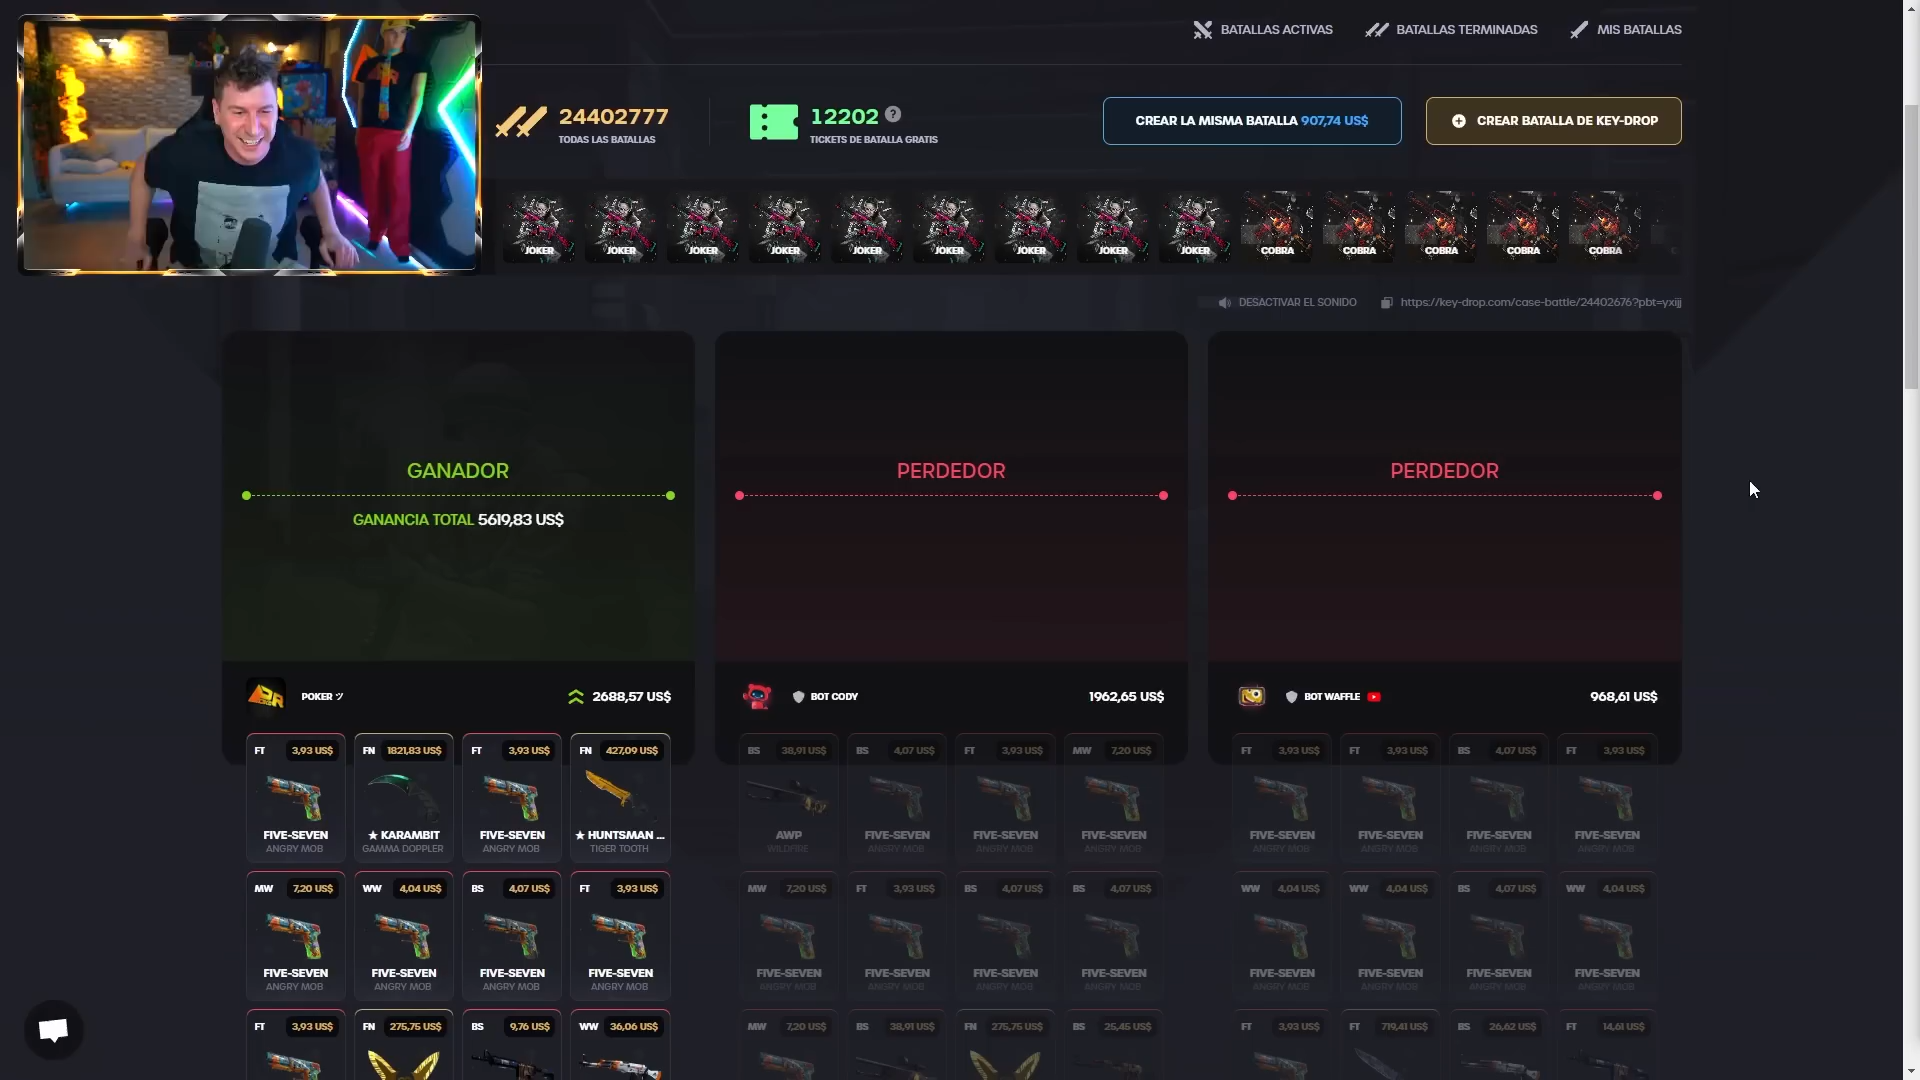 BATALLAS ACTIVAS
BATALLAS TERMINADAS
MIS BATALLAS
24402777
TODAS LAS BATALLAS
12202 ?
TICKETS DE BATALLA GRATIS
CREAR LA MISMA BATALLA 907,74 US$
CREAR BATALLA DE KEY-DROP
JOKER JOKER JOKER JOKER JOKER JOKER JOKER JOKER JOKER COBRA COBRA COBRA COBRA COBRA
DESACTIVAR EL SONIDO
https://key-drop.com/case-battle/24402676?pbt=yxijj
GANADOR
GANANCIA TOTAL 5619,83 US$
PERDEDOR
PERDEDOR
POKERツ 2688,57 US$
BOT CODY 1962,65 US$
BOT WAFFLE 968,61 US$
FT 3,93 US$ FN 1821,83 US$ FT 3,93 US$ FN 427,09 US$
FIVE-SEVEN ★ KARAMBIT FIVE-SEVEN ★ HUNTSMAN ...
ANGRY MOB GAMMA DOPPLER ANGRY MOB TIGER TOOTH
MW 7,20 US$ WW 4,04 US$ BS 4,07 US$ FT 3,93 US$
FIVE-SEVEN FIVE-SEVEN FIVE-SEVEN FIVE-SEVEN
ANGRY MOB ANGRY MOB ANGRY MOB ANGRY MOB
FT 3,93 US$ FN 275,75 US$ BS 9,76 US$ WW 36,06 US$
BS 38,91 US$ BS 4,07 US$ FT 3,93 US$ MW 7,20 US$
AWP FIVE-SEVEN FIVE-SEVEN FIVE-SEVEN
WILDFIRE ANGRY MOB ANGRY MOB ANGRY MOB
MW 7,20 US$ FT 3,93 US$ BS 4,07 US$ BS 4,07 US$
FIVE-SEVEN FIVE-SEVEN FIVE-SEVEN FIVE-SEVEN
ANGRY MOB ANGRY MOB ANGRY MOB ANGRY MOB
MW 7,20 US$ BS 38,91 US$ FN 275,75 US$ BS 25,45 US$
FT 3,93 US$ FT 3,93 US$ BS 4,07 US$ FT 3,93 US$
FIVE-SEVEN FIVE-SEVEN FIVE-SEVEN FIVE-SEVEN
ANGRY MOB ANGRY MOB ANGRY MOB ANGRY MOB
WW 4,04 US$ WW 4,04 US$ BS 4,07 US$ WW 4,04 US$
FIVE-SEVEN FIVE-SEVEN FIVE-SEVEN FIVE-SEVEN
ANGRY MOB ANGRY MOB ANGRY MOB ANGRY MOB
FT 3,93 US$ FT 719,41 US$ BS 26,62 US$ FT 14,61 US$